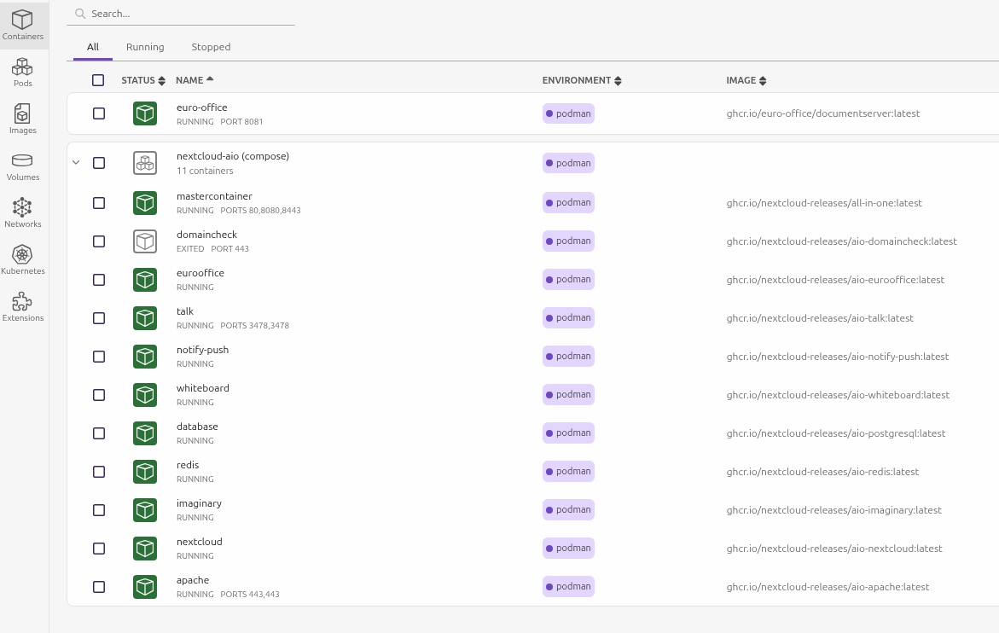 Search...
Containers
Pods
Images
Volumes
Networks
Kubernetes
Extensions
All Running Stopped
STATUS NAME ENVIRONMENT IMAGE
euro-office
RUNNING PORT 8081
podman
ghcr.io/euro-office/documentserver:latest
nextcloud-aio (compose)
11 containers
podman
mastercontainer
RUNNING PORTS 80,8080,8443
podman
ghcr.io/nextcloud-releases/all-in-one:latest
domaincheck
EXITED PORT 443
podman
ghcr.io/nextcloud-releases/aio-domaincheck:latest
eurooffice
RUNNING
podman
ghcr.io/nextcloud-releases/aio-eurooffice:latest
talk
RUNNING PORTS 3478,3478
podman
ghcr.io/nextcloud-releases/aio-talk:latest
notify-push
RUNNING
podman
ghcr.io/nextcloud-releases/aio-notify-push:latest
whiteboard
RUNNING
podman
ghcr.io/nextcloud-releases/aio-whiteboard:latest
database
RUNNING
podman
ghcr.io/nextcloud-releases/aio-postgresql:latest
redis
RUNNING
podman
ghcr.io/nextcloud-releases/aio-redis:latest
imaginary
RUNNING
podman
ghcr.io/nextcloud-releases/aio-imaginary:latest
nextcloud
RUNNING
podman
ghcr.io/nextcloud-releases/aio-nextcloud:latest
apache
RUNNING PORTS 443,443
podman
ghcr.io/nextcloud-releases/aio-apache:latest